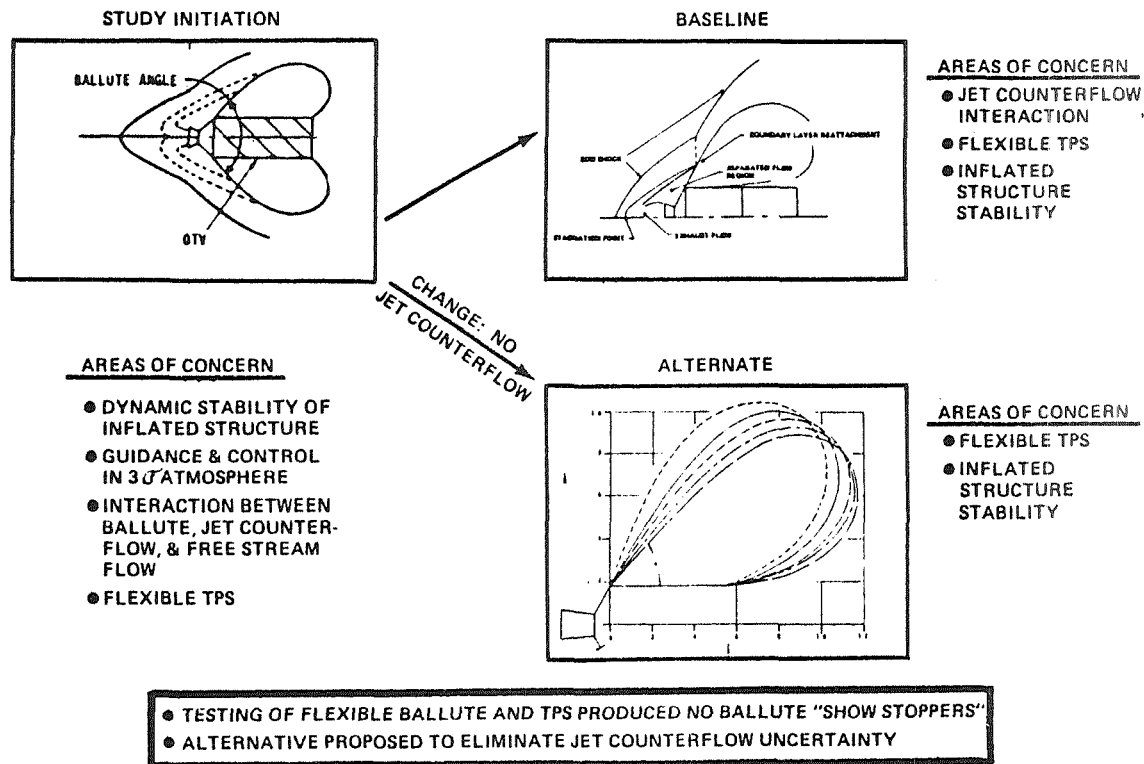 STUDY INITIATION
BALLUTE ANGLE
OTV
BASELINE
BOW SHOCK
BOUNDARY LAYER REATTACHMENT
SEPARATED FLOW
REGION
STAGNATION POINT
EXHAUST FLOW
AREAS OF CONCERN
● JET COUNTERFLOW
INTERACTION
● FLEXIBLE TPS
● INFLATED
STRUCTURE
STABILITY
CHANGE: NO
JET COUNTERFLOW
AREAS OF CONCERN
● DYNAMIC STABILITY OF
INFLATED STRUCTURE
● GUIDANCE & CONTROL
IN 3σ ATMOSPHERE
● INTERACTION BETWEEN
BALLUTE, JET COUNTER-
FLOW, & FREE STREAM
FLOW
● FLEXIBLE TPS
ALTERNATE
AREAS OF CONCERN
● FLEXIBLE TPS
● INFLATED
STRUCTURE
STABILITY
● TESTING OF FLEXIBLE BALLUTE AND TPS PRODUCED NO BALLUTE "SHOW STOPPERS"
● ALTERNATIVE PROPOSED TO ELIMINATE JET COUNTERFLOW UNCERTAINTY